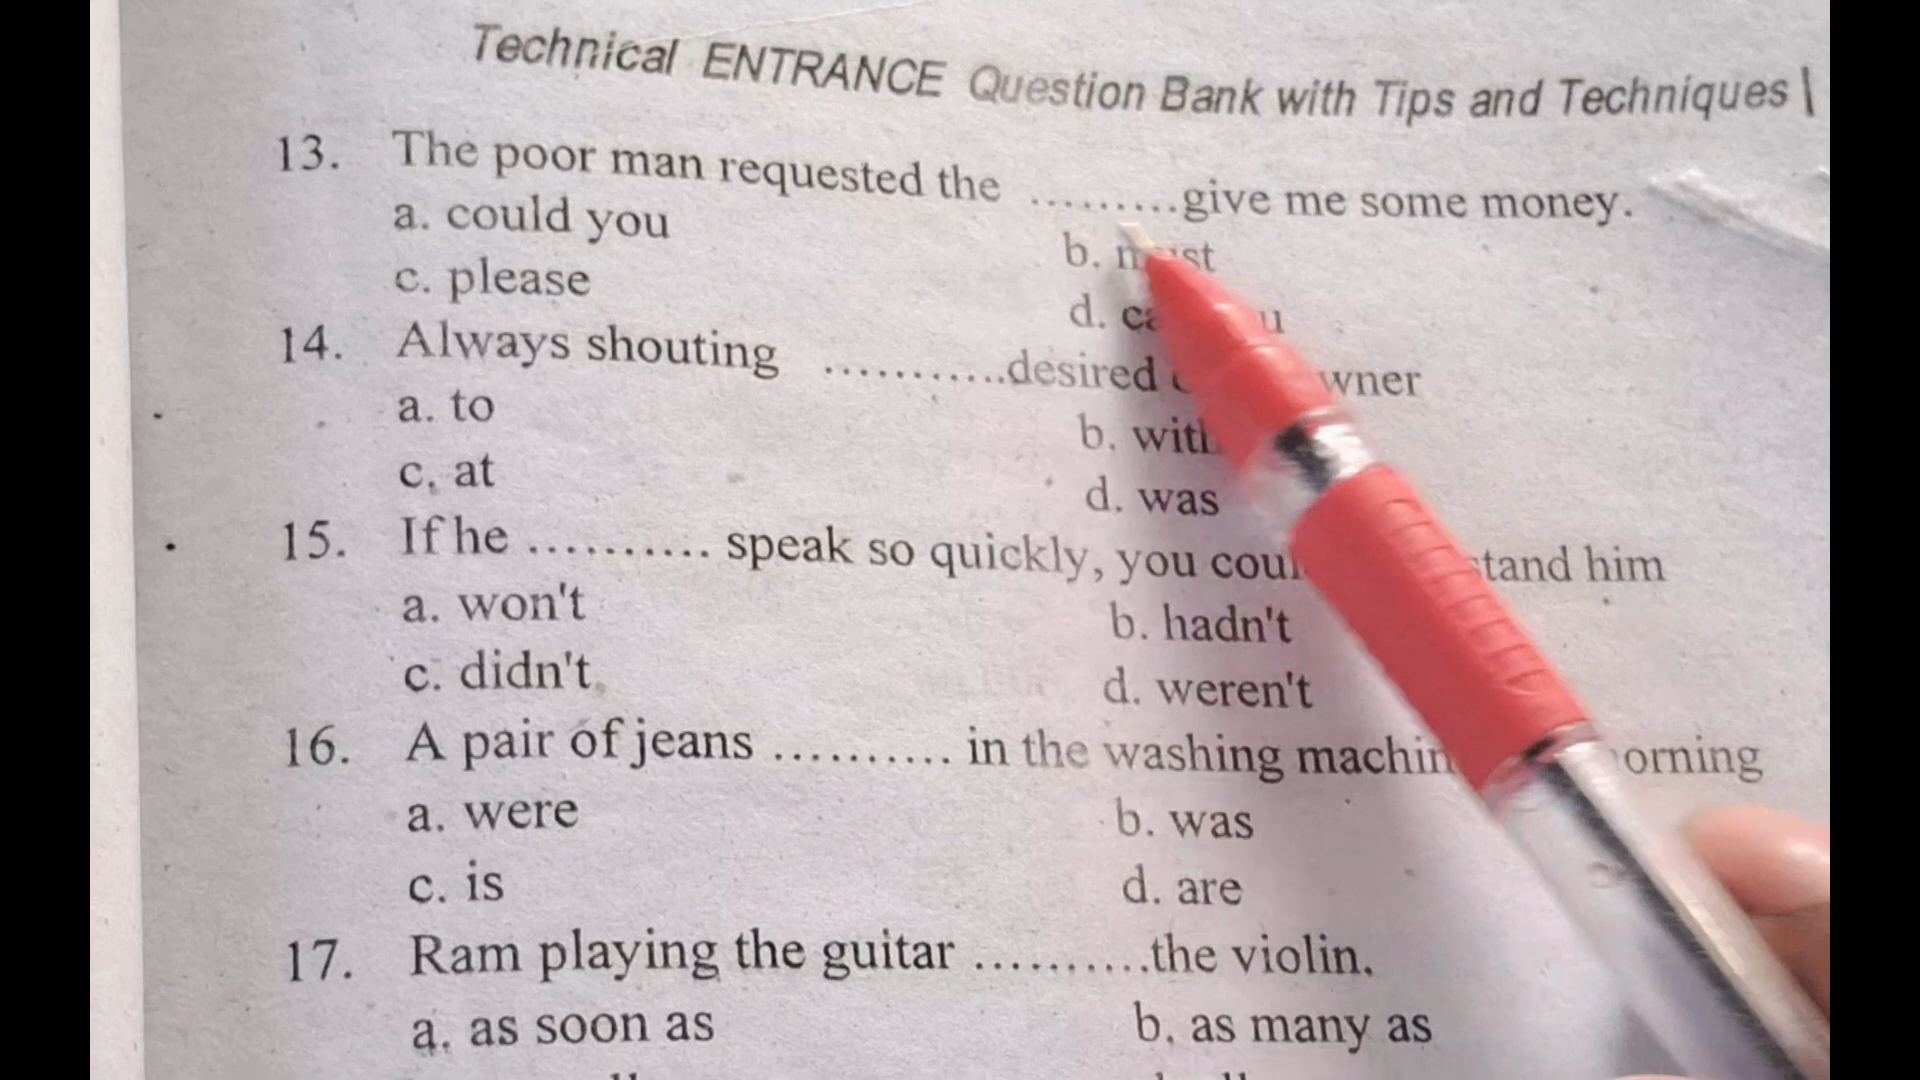 Technical ENTRANCE Question Bank with Tips and Techniques |
13. The poor man requested the .........give me some money.
a. could you b. must
c. please d.
14. Always shouting ...........desired
a. to b. with
c. at d. was
15. If he .......... speak so quickly, you him
a. won't b. hadn't
c. didn't d. weren't
16. A pair of jeans .......... in the washing
a. were b. was
c. is d. are
17. Ram playing the guitar ..........the violin.
a. as soon as b. as many as